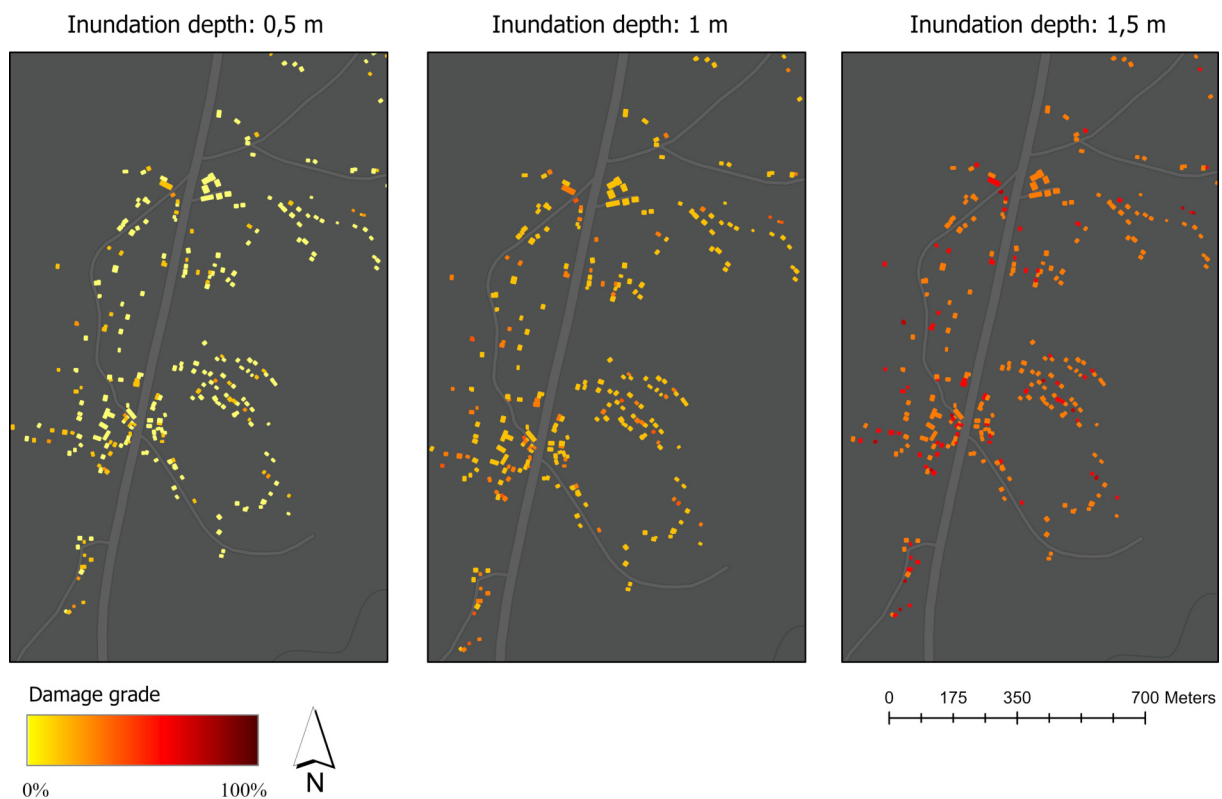 Inundation depth: 0,5 m
Inundation depth: 1 m
Inundation depth: 1,5 m
Damage grade
0%
100%
N
0 175 350 700 Meters